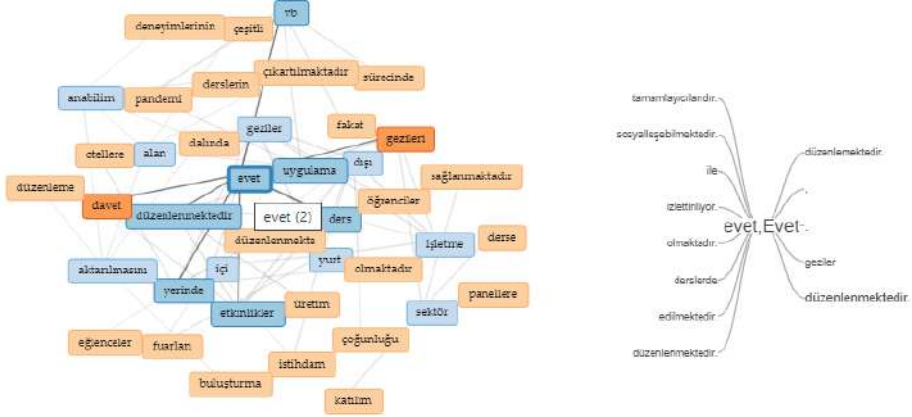 vb
deneyimlerinin
çeşitli
çıkartılmaktadır
sürecinde
derslerin
anabilim
pandemi
geziler
fakat
gezileri
dalında
otellere
alan
dışı
evet
uygulama
sağlanmaktadır
düzenleme
davet
öğrenciler
düzenlenmektedir
evet (2)
ders
düzenlenmekte
işletme
derse
aktarılmasını
içi
yurt
olmaktadır
yerinde
panellere
etkinlikler
üretim
sektör
eğlenceler
fuarları
çoğunluğu
istihdam
buluşturma
katılım
tamamlayıcılarıdır.
sosyalleşebilmektedir.
ile
izlettiriliyor.
olmaktadır.
derslerde
edilmektedir.
düzenlenmektedir.
evet,Evet
düzenlemektedir.
.
.
geziler
düzenlenmektedir.